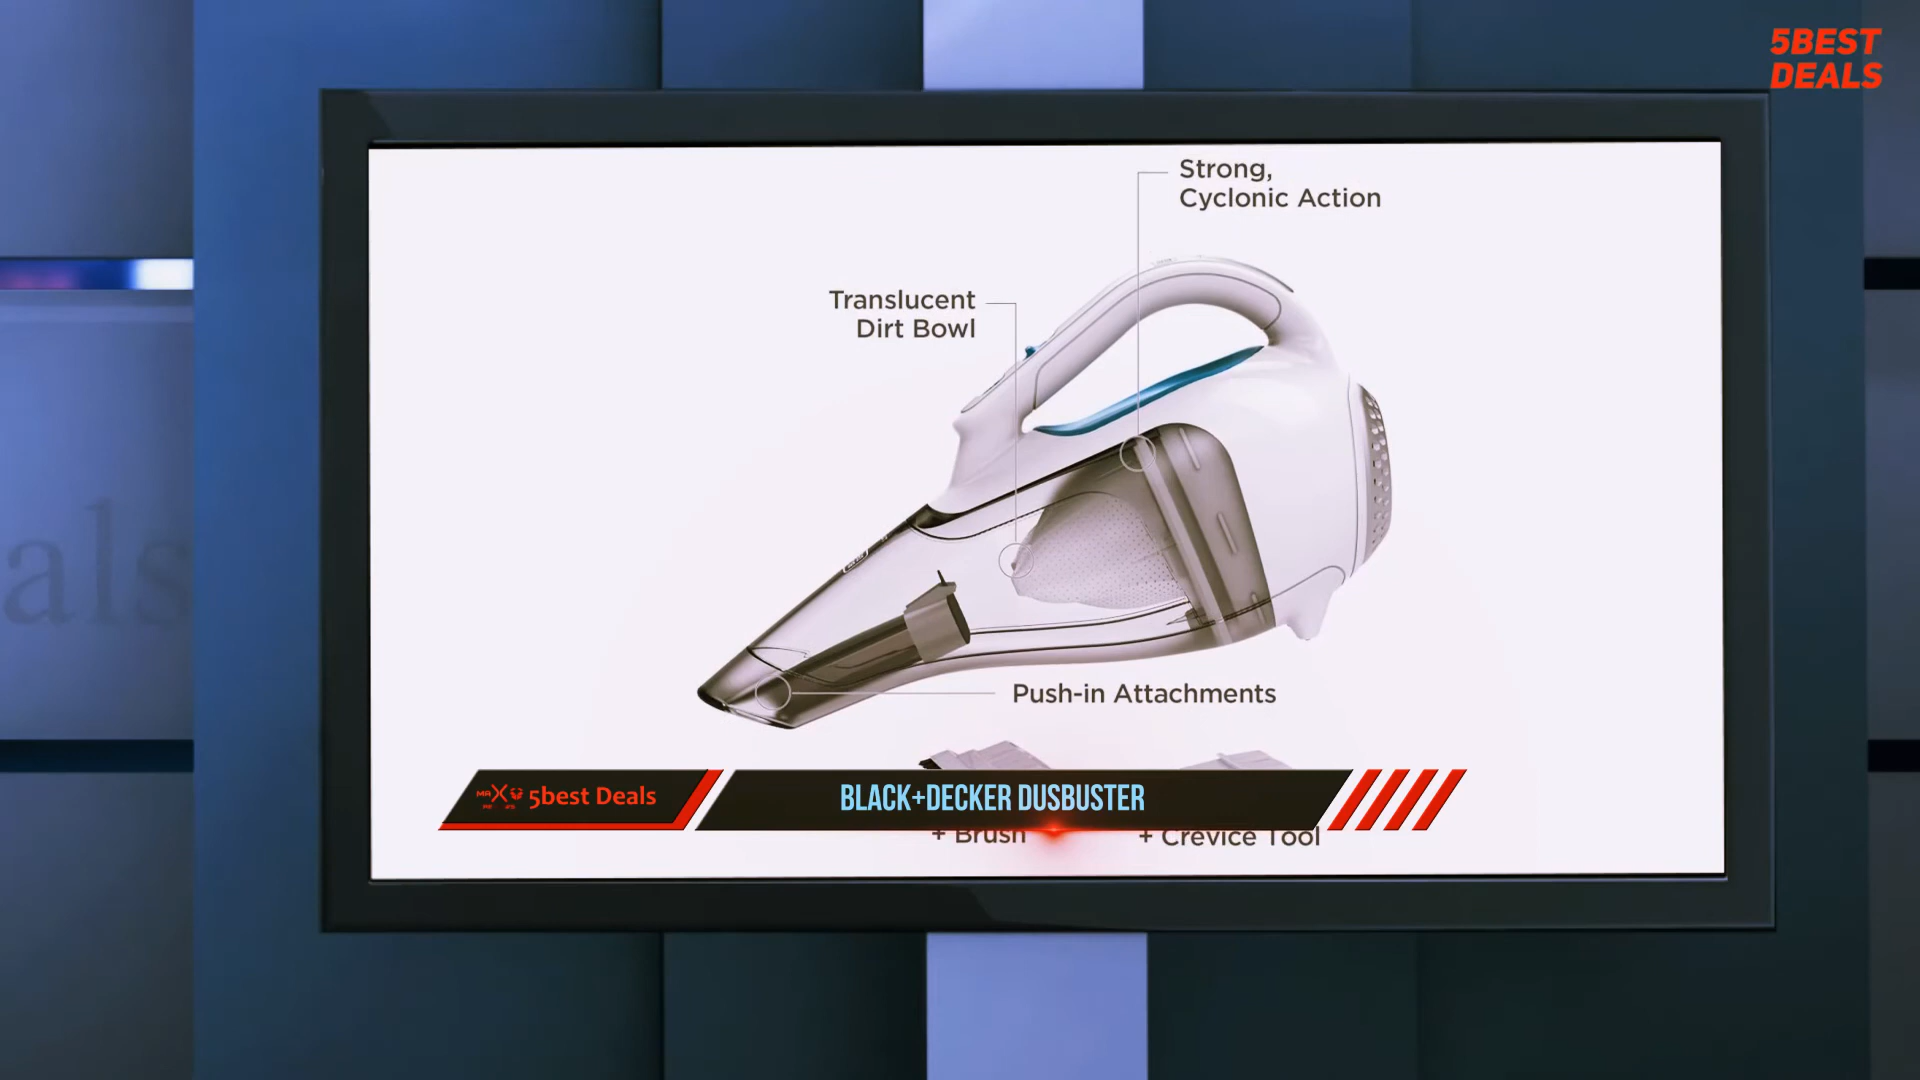 5BEST
DEALS
Strong,
Cyclonic Action
Translucent
Dirt Bowl
als
Push-in Attachments
5best Deals
BLACK+DECKER DUSBUSTER
+ Brush
+ Crevice Tool